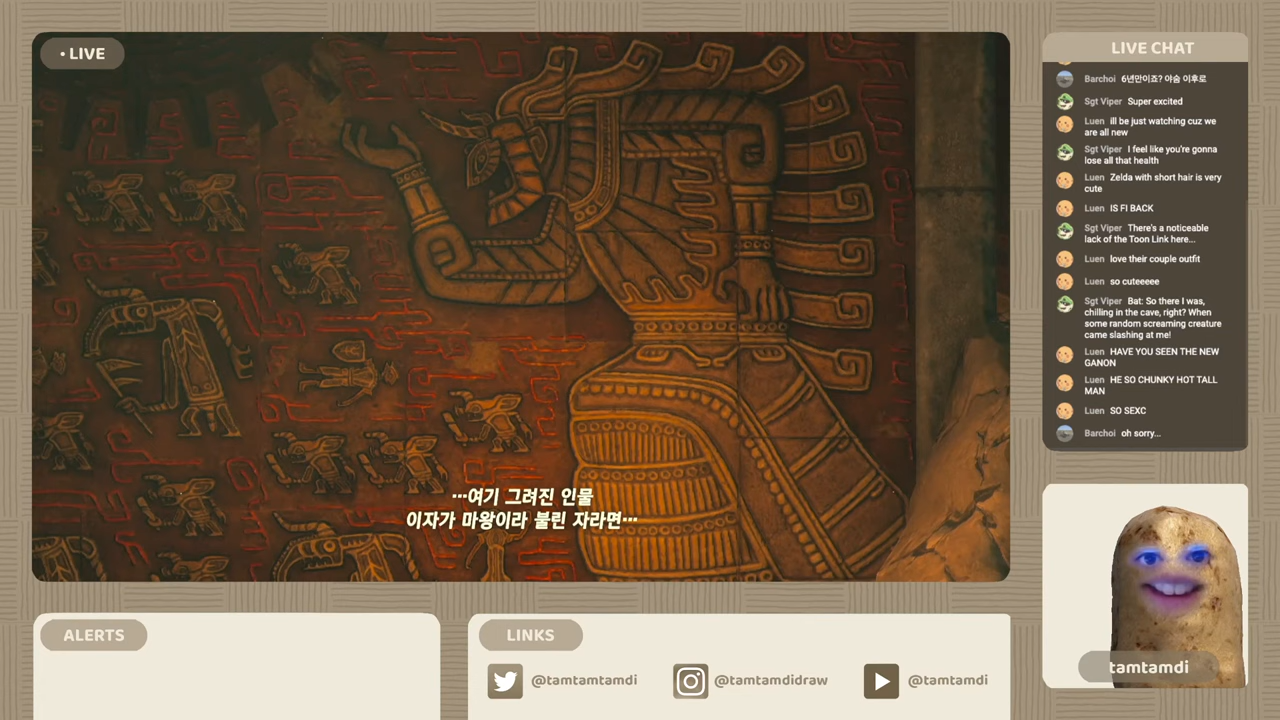 • LIVE
…여기 그려진 인물
이자가 마왕이라 불린 자라면…
LIVE CHAT
Barchoi 6년만이죠? 야숨 이후로
Sgt Viper Super excited
Luen ill be just watching cuz we
are all new
Sgt Viper I feel like you're gonna
lose all that health
Luen Zelda with short hair is very
cute
Luen IS FI BACK
Sgt Viper There's a noticeable
lack of the Toon Link here...
Luen love their couple outfit
Luen so cuteeeee
Sgt Viper Bat: So there I was,
chilling in the cave, right? When
some random screaming creature
came slashing at me!
Luen HAVE YOU SEEN THE NEW
GANON
Luen HE SO CHUNKY HOT TALL
MAN
Luen SO SEXC
Barchoi oh sorry...
tamtamdi
ALERTS
LINKS
@tamtamtamdi
@tamtamdidraw
@tamtamdi